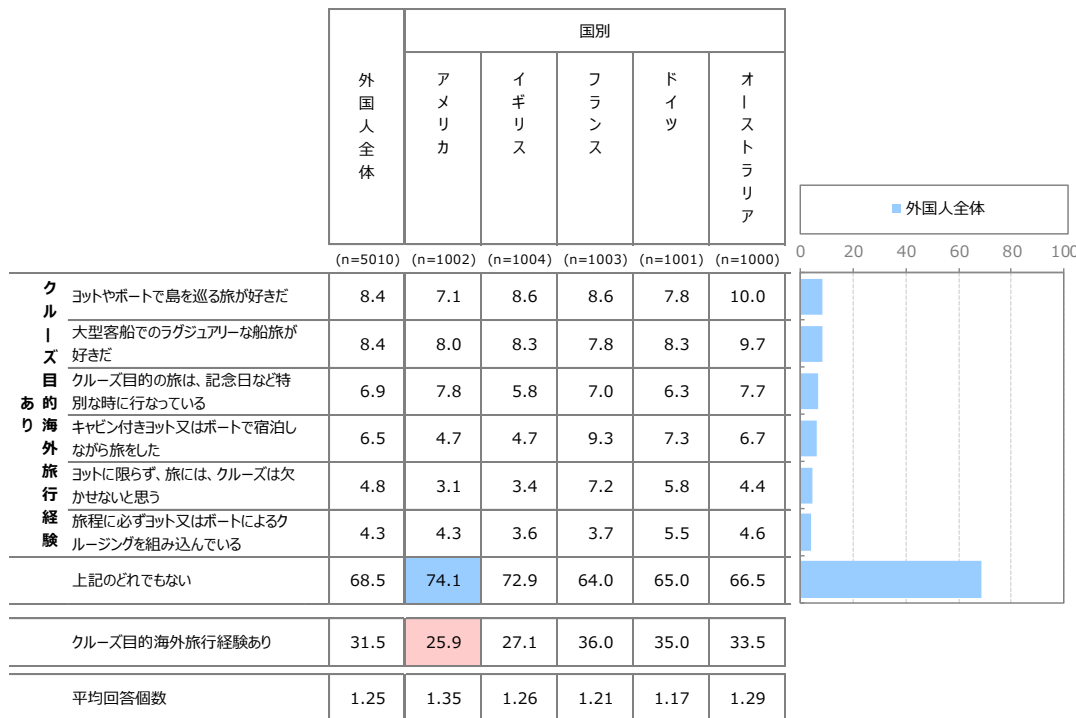 国別
外国人全体
アメリカ
イギリス
フランス
ドイツ
オーストラリア
(n=5010) (n=1002) (n=1004) (n=1003) (n=1001) (n=1000)
外国人全体
0 20 40 60 80 100
クルーズ目的海外旅行経験
あり
ヨットやボートで島を巡る旅が好きだ 8.4 7.1 8.6 8.6 7.8 10.0
大型客船でのラグジュアリーな船旅が
好きだ 8.4 8.0 8.3 7.8 8.3 9.7
クルーズ目的の旅は、記念日など特
別な時に行なっている 6.9 7.8 5.8 7.0 6.3 7.7
キャビン付きヨット又はボートで宿泊し
ながら旅をした 6.5 4.7 4.7 9.3 7.3 6.7
ヨットに限らず、旅には、クルーズは欠
かせないと思う 4.8 3.1 3.4 7.2 5.8 4.4
旅程に必ずヨット又はボートによるク
ルージングを組み込んでいる 4.3 4.3 3.6 3.7 5.5 4.6
上記のどれでもない 68.5 74.1 72.9 64.0 65.0 66.5
クルーズ目的海外旅行経験あり 31.5 25.9 27.1 36.0 35.0 33.5
平均回答個数 1.25 1.35 1.26 1.21 1.17 1.29